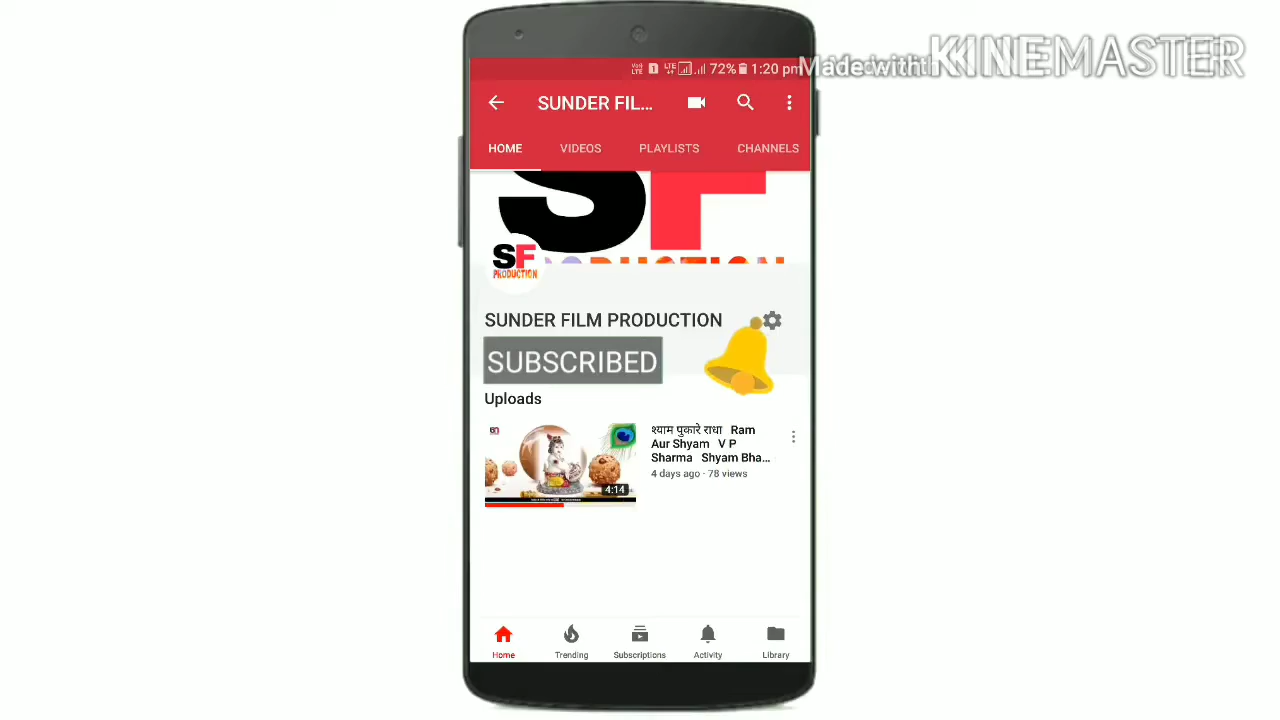 Made with KINEMASTER
LTE 72% 1:20 pm
SUNDER FIL...
HOME VIDEOS PLAYLISTS CHANNELS
SF
SF
PRODUCTION
SUNDER FILM PRODUCTION
SUBSCRIBED
Uploads
श्याम पुकारे राधा Ram
Aur Shyam V P
Sharma Shyam Bha...
4 days ago · 78 views
4:14
Home Trending Subscriptions Activity Library